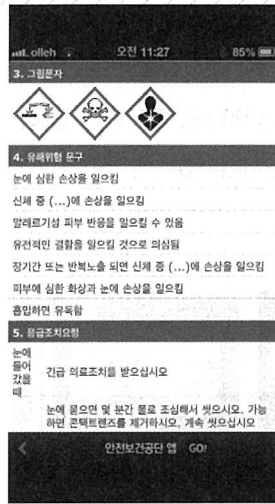 olleh 오전 11:27 85%
3. 그림문자
4. 유해위험 문구
눈에 심한 손상을 일으킴
신체 중 (...)에 손상을 일으킴
알레르기성 피부 반응을 일으킬 수 있음
유전적인 결함을 일으킬 것으로 의심됨
장기간 또는 반복노출 되면 신체 중 (...)에 손상을 일으킴
피부에 심한 화상과 눈에 손상을 일으킴
흡입하면 유독함
5. 응급조치요령
눈에
들어
갔을
때
긴급 의료조치를 받으십시오
눈에 묻으면 몇 분간 물로 조심해서 씻으시오. 가능
하면 콘택트렌즈를 제거하시오. 계속 씻으십시오
안전보건공단 앱 GO!